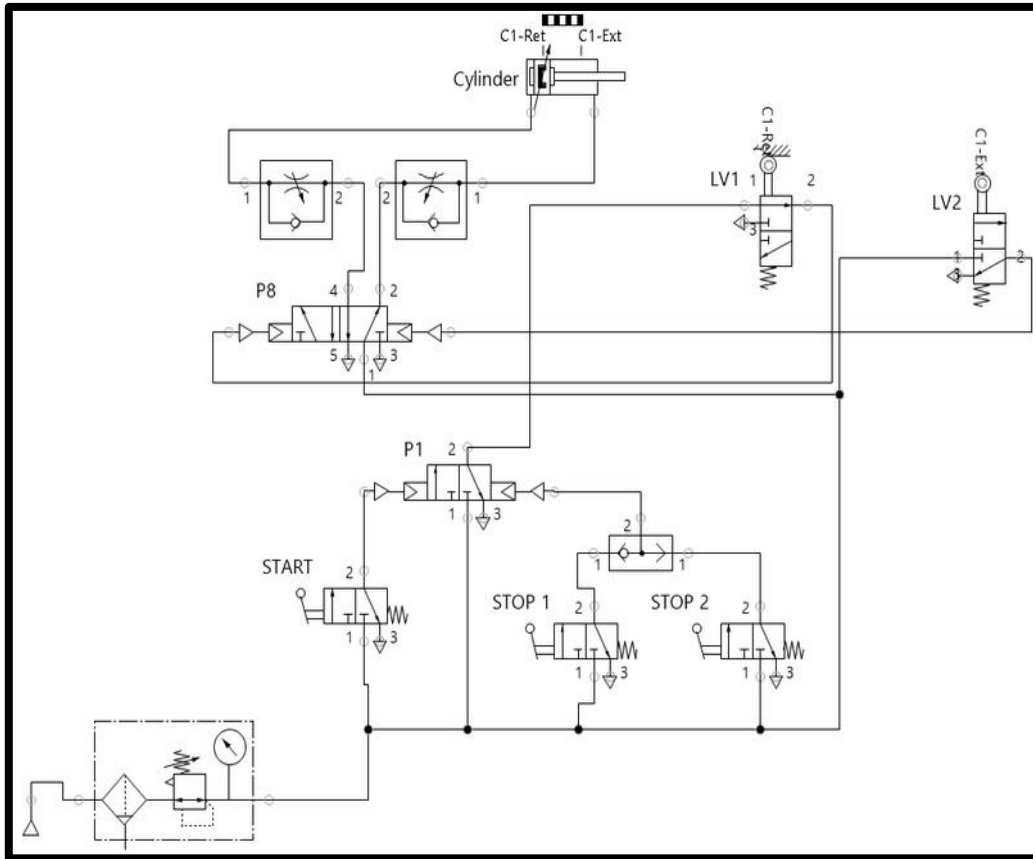 C1-Ret C1-Ext
Cylinder
C1-Ret
C1-Ext
LV1 1 2
3
LV2
1 2
3
1 2 2 1
P8 4 2
5 3
1
P1 2
1 3
2
1 1
START 2
1 3
STOP 1 2
1 3
STOP 2 2
1 3